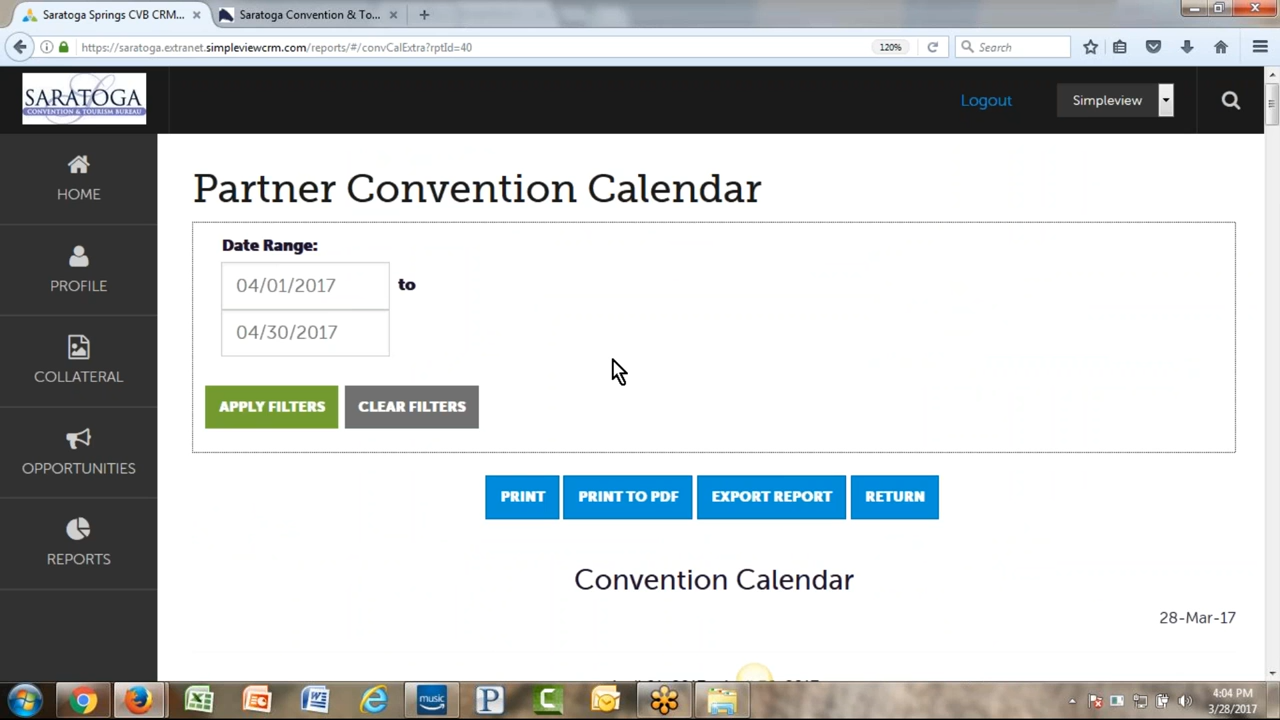 Saratoga Springs CVB CRM...
Saratoga Convention & To...
https://saratoga.extranet.simpleviewcrm.com/reports/#/convCalExtra?rptId=40
120%
Search
SARATOGA
CONVENTION & TOURISM BUREAU
Logout
Simpleview
HOME
PROFILE
COLLATERAL
OPPORTUNITIES
REPORTS
Partner Convention Calendar
Date Range:
04/01/2017 to
04/30/2017
APPLY FILTERS CLEAR FILTERS
PRINT PRINT TO PDF EXPORT REPORT RETURN
Convention Calendar
28-Mar-17
music
4:04 PM
3/28/2017